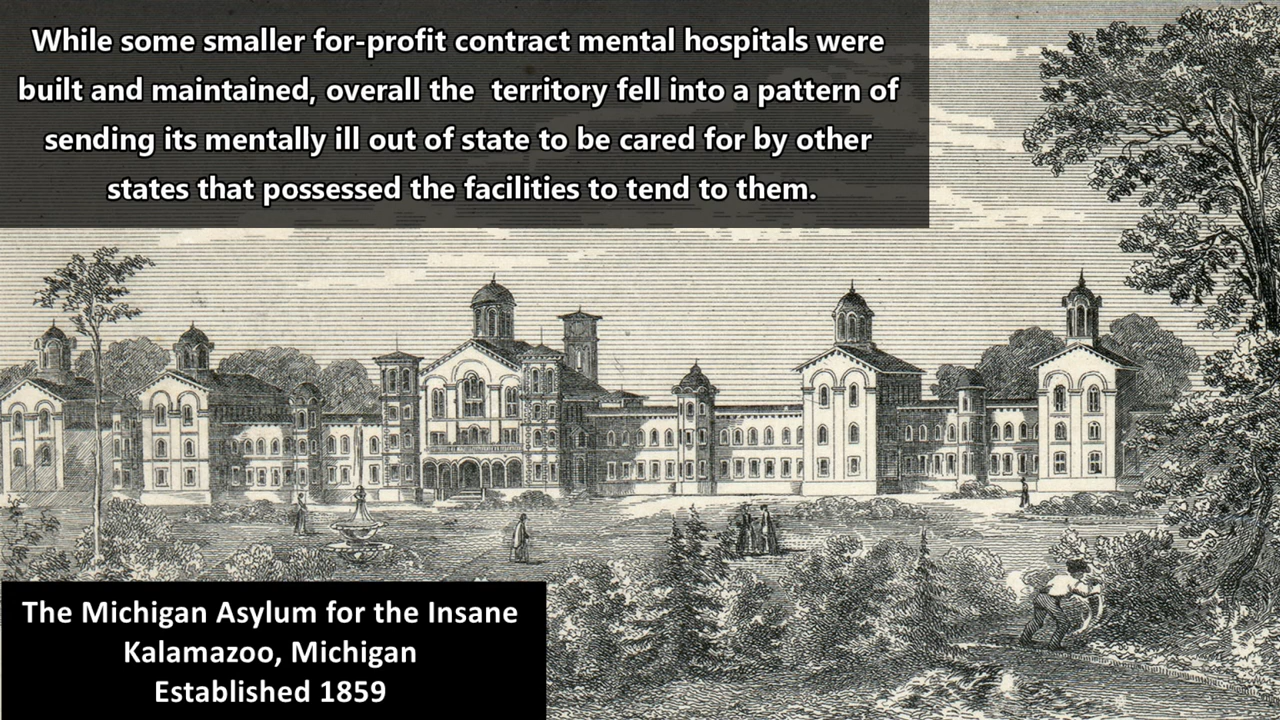 While some smaller for-profit contract mental hospitals were
built and maintained, overall the  territory fell into a pattern of
sending its mentally ill out of state to be cared for by other
states that possessed the facilities to tend to them.
The Michigan Asylum for the Insane
Kalamazoo, Michigan
Established 1859